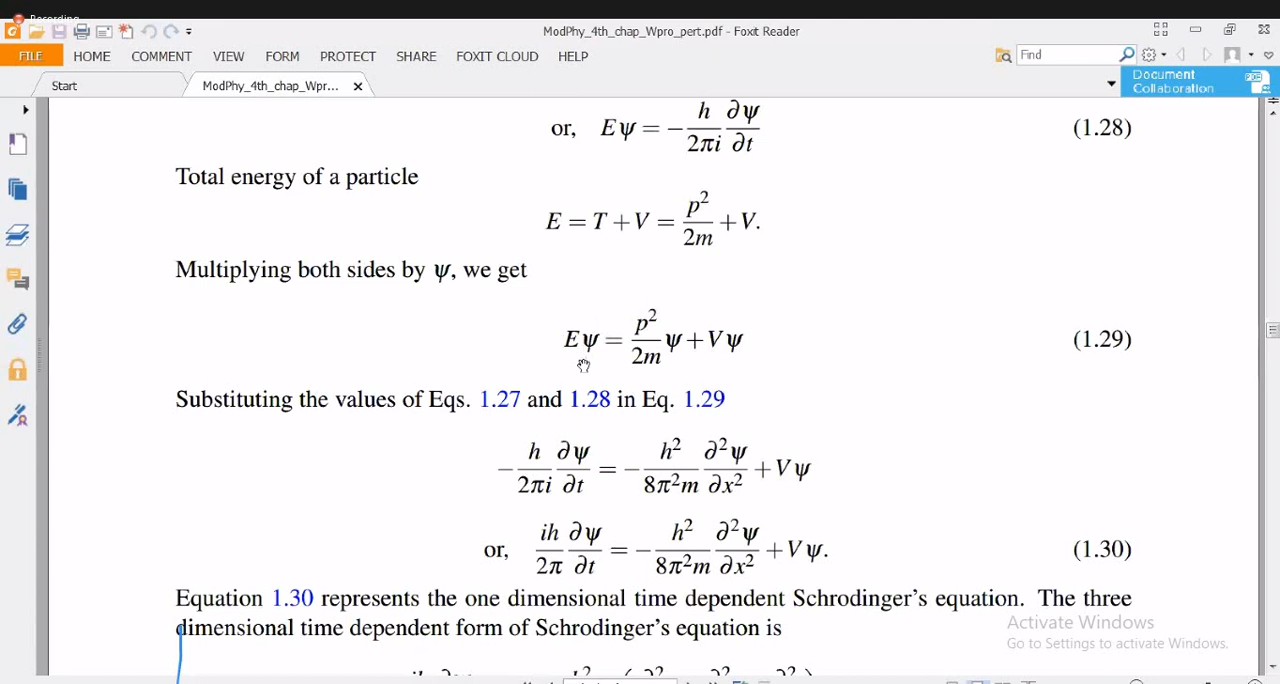 Recording
ModPhy_4th_chap_Wpro_pert.pdf - Foxit Reader
FILE HOME COMMENT VIEW FORM PROTECT SHARE FOXIT CLOUD HELP Find
Start ModPhy_4th_chap_Wpr... Document Collaboration
or, Eψ = −h/2πi ∂ψ/∂t (1.28)
Total energy of a particle
E = T + V = p²/2m + V.
Multiplying both sides by ψ, we get
Eψ = p²/2m ψ + Vψ (1.29)
Substituting the values of Eqs. 1.27 and 1.28 in Eq. 1.29
−h/2πi ∂ψ/∂t = −h²/8π²m ∂²ψ/∂x² + Vψ
or, ih/2π ∂ψ/∂t = −h²/8π²m ∂²ψ/∂x² + Vψ. (1.30)
Equation 1.30 represents the one dimensional time dependent Schrodinger's equation. The three
dimensional time dependent form of Schrodinger's equation is
Activate Windows
Go to Settings to activate Windows.